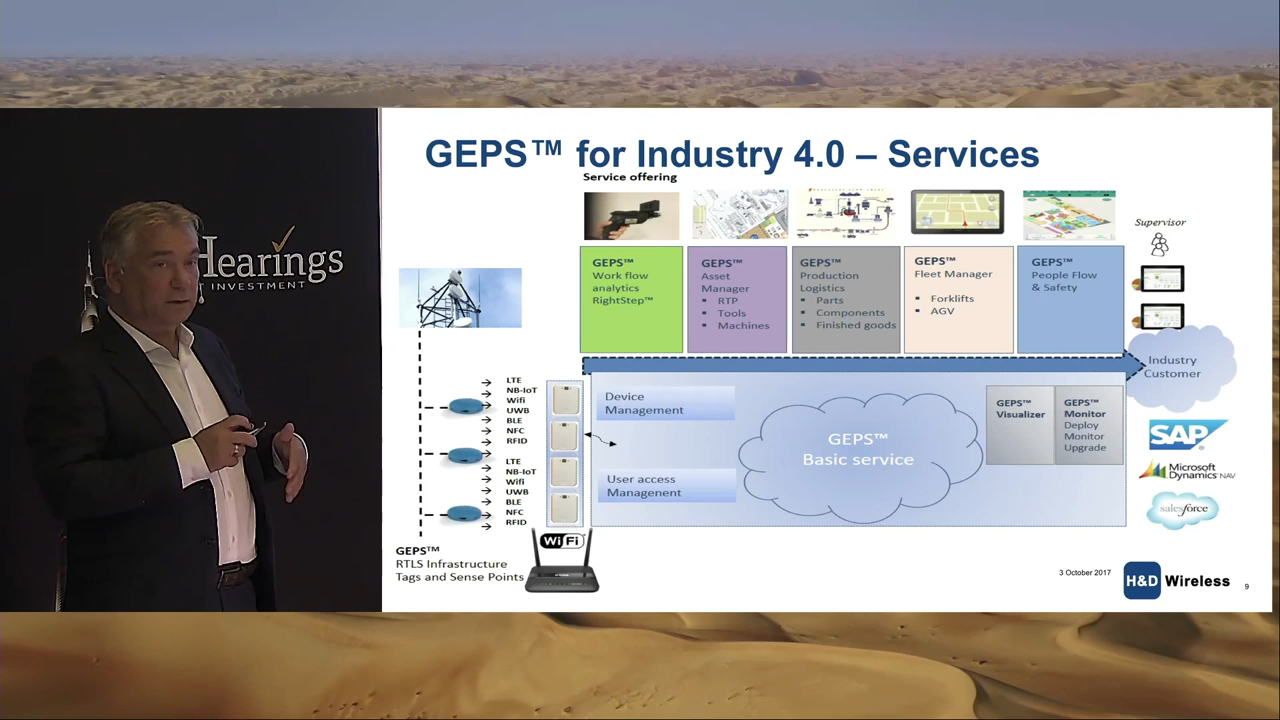 Hearings
T INVESTMENT
GEPS™ for Industry 4.0 – Services
Service offering
GEPS™
Work flow
analytics
RightStep™
GEPS™
Asset
Manager
▪ RTP
▪ Tools
▪ Machines
GEPS™
Production
Logistics
▪ Parts
▪ Components
▪ Finished goods
GEPS™
Fleet Manager
▪ Forklifts
▪ AGV
GEPS™
People Flow
& Safety
Supervisor
Industry
Customer
LTE
NB-IoT
Wifi
UWB
BLE
NFC
RFID
LTE
NB-IoT
Wifi
UWB
BLE
NFC
RFID
Device
Management
User access
Manegement
GEPS™
Basic service
GEPS™
Visualizer
GEPS™
Monitor
Deploy
Monitor
Upgrade
SAP
Microsoft
Dynamics NAV
salesforce
GEPS™
RTLS Infrastructure
Tags and Sense Points
WiFi
3 October 2017
H&D Wireless
9